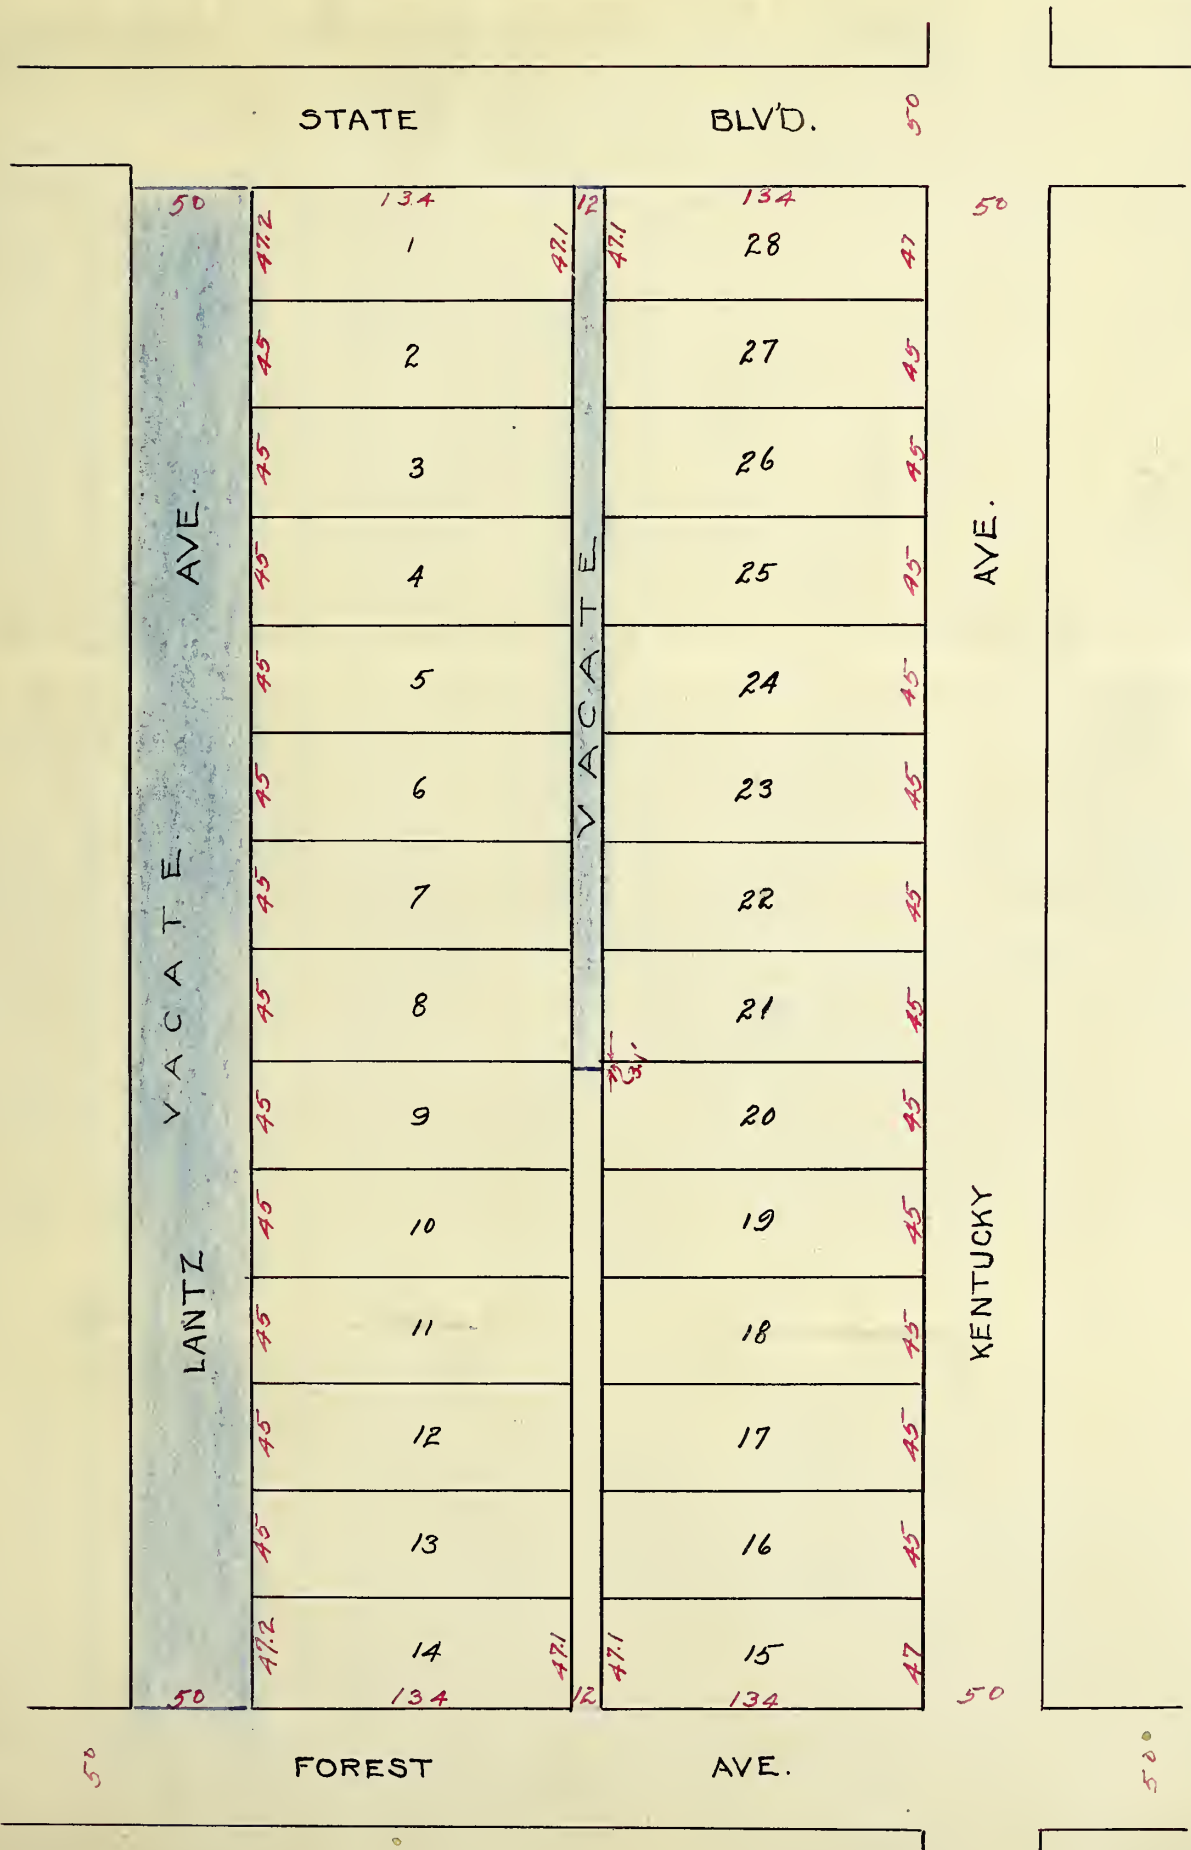 STATE BLV'D. 50
50 134 12 134 50
47.2 1 47.1 47.1 28 47
45 2 27 45
45 3 26 45
45 4 25 45
45 5 24 45
45 6 23 45
45 7 22 45
45 8 21 45
3.1'
45 9 20 45
45 10 19 45
45 11 18 45
45 12 17 45
45 13 16 45
47.2 14 47.1 47.1 15 47
50 134 12 134 50
LANTZ AVE.
VACATE
VACATE
KENTUCKY AVE.
50 FOREST AVE. 50